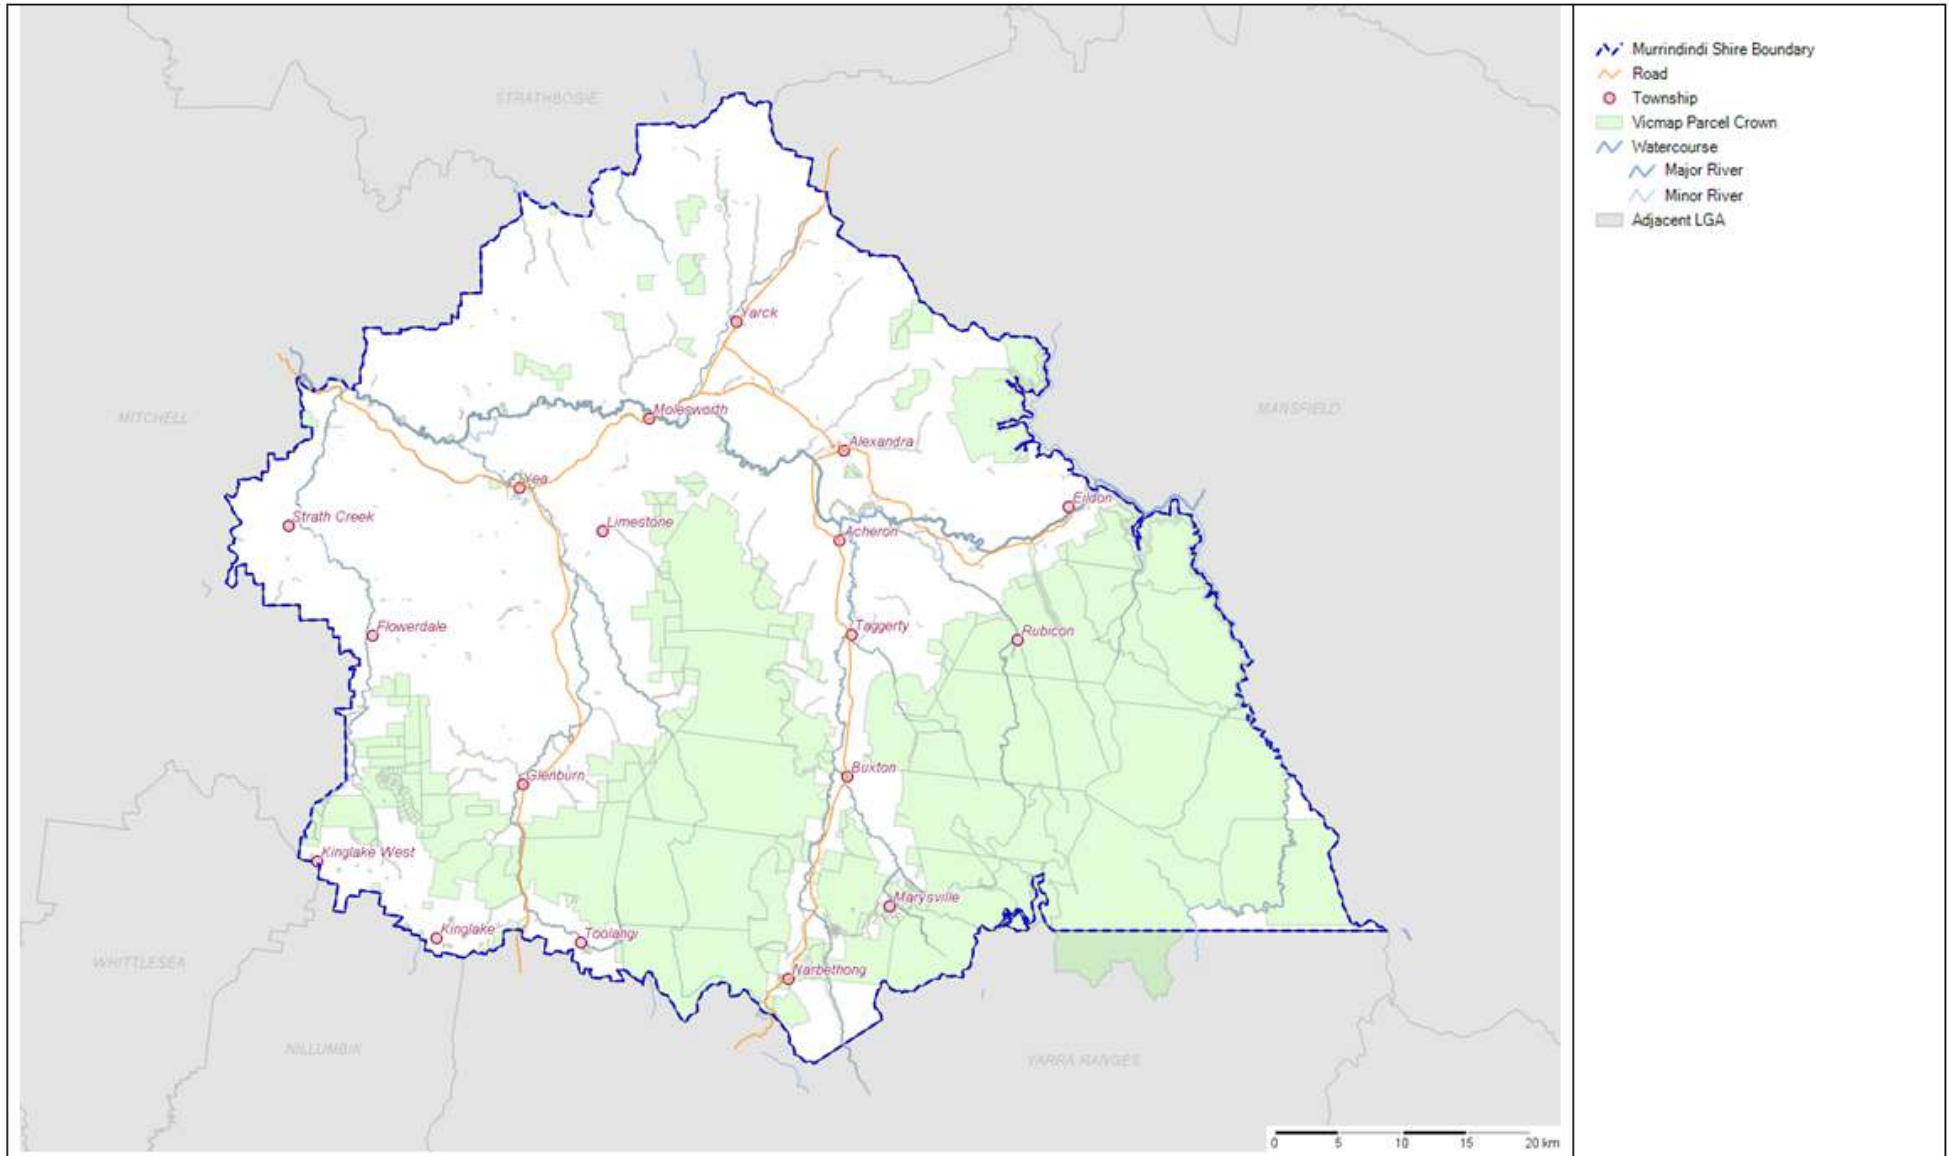 Murrindindi Shire Boundary
Road
Township
Vicmap Parcel Crown
Watercourse
Major River
Minor River
Adjacent LGA
STRATHBOGIE
Yarck
MITCHELL
Molesworth
MANSFIELD
Alexandra
Yea
Eildon
Strath Creek
Limestone
Acheron
Flowerdale
Taggerty
Rubicon
Buxton
Glenburn
Kinglake West
Marysville
Kinglake
Toolangi
WHITTLESEA
Narbethong
NILLUMBIK
YARRA RANGES
0 5 10 15 20 km